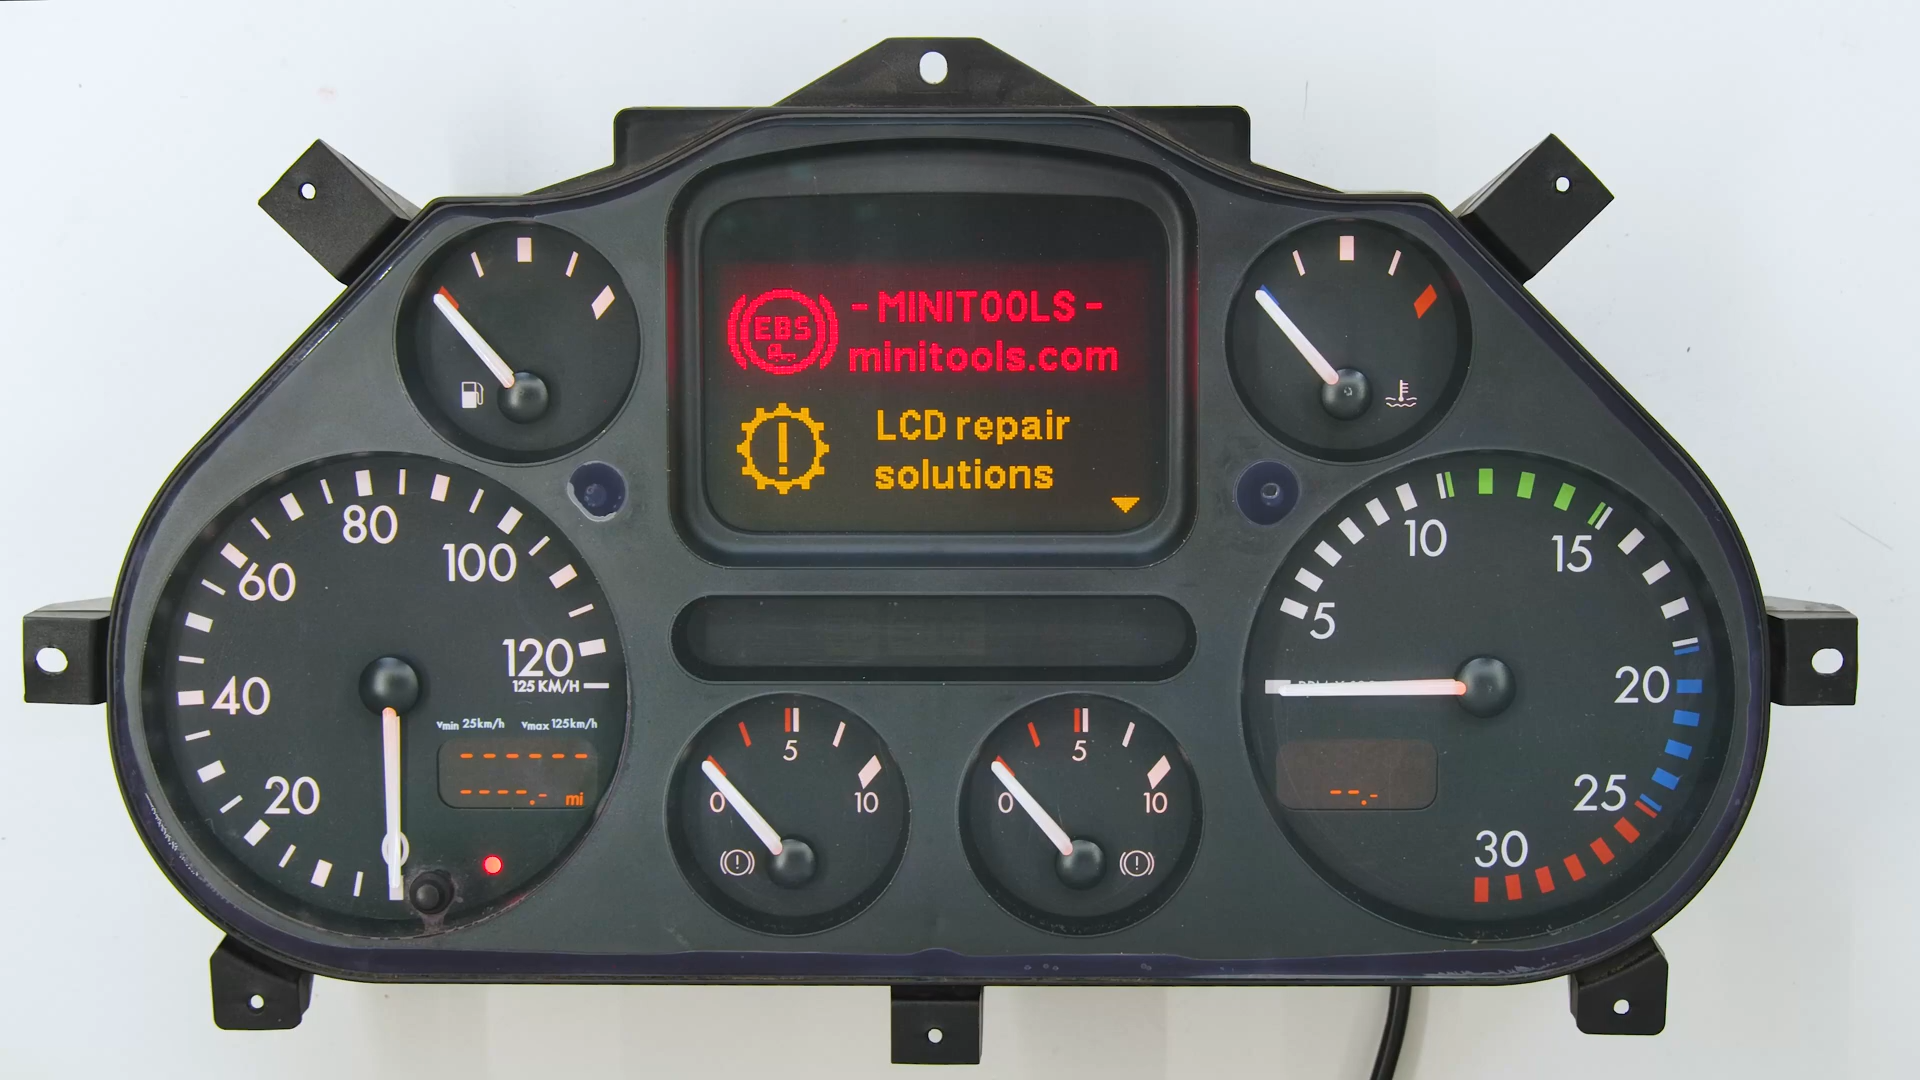 EBS
- MINITOOLS -
minitools.com
LCD repair
solutions
0
20
40
60
80
100
120
125 KM/H
vmin 25km/h vmax 125km/h
------
----.- mi
0
5
10
0
5
10
5
10
15
20
25
30
--.-